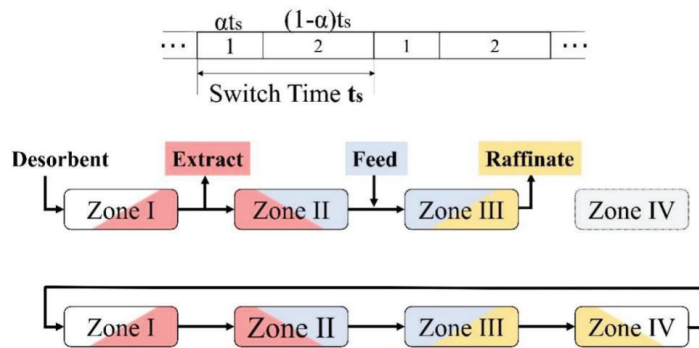 αts (1-α)ts
··· 1 2 1 2 ···
Switch Time ts
Desorbent Extract Feed Raffinate
Zone I Zone II Zone III Zone IV
Zone I Zone II Zone III Zone IV